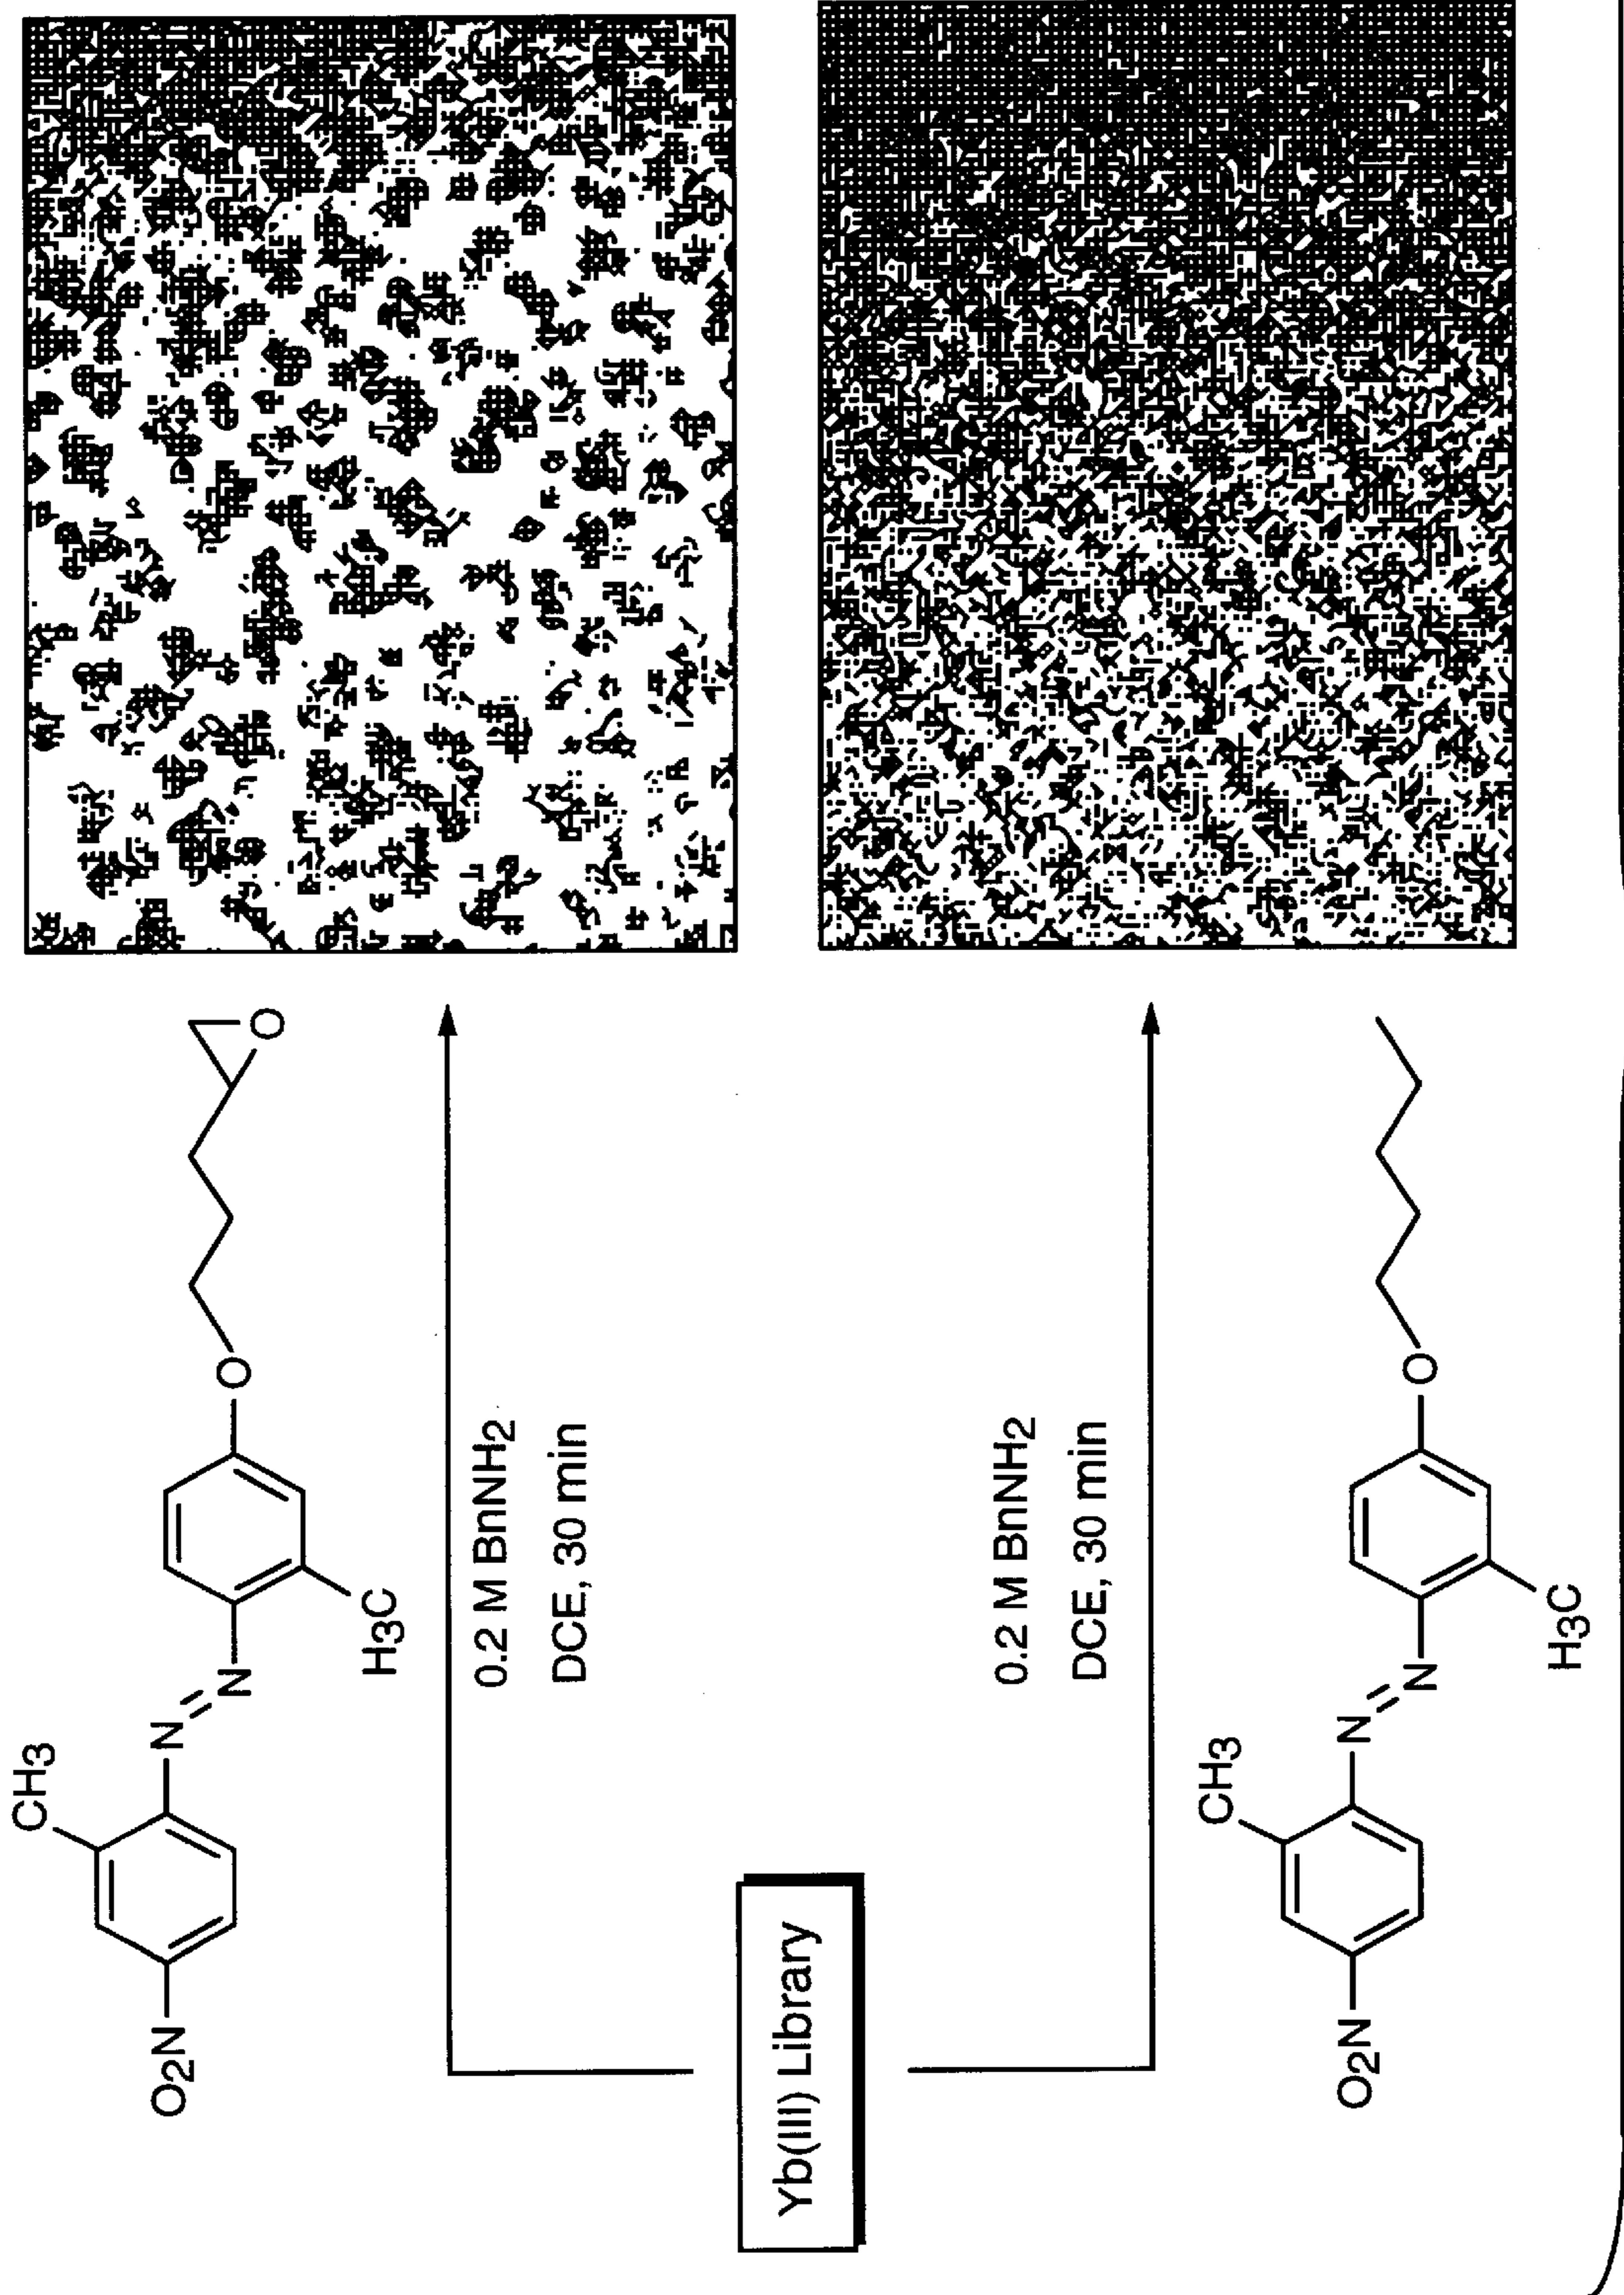 CH3
O2N
N
N
H3C
O
O
0.2 M BnNH2
DCE, 30 min
Yb(III) Library
0.2 M BnNH2
DCE, 30 min
CH3
O2N
N
N
H3C
O